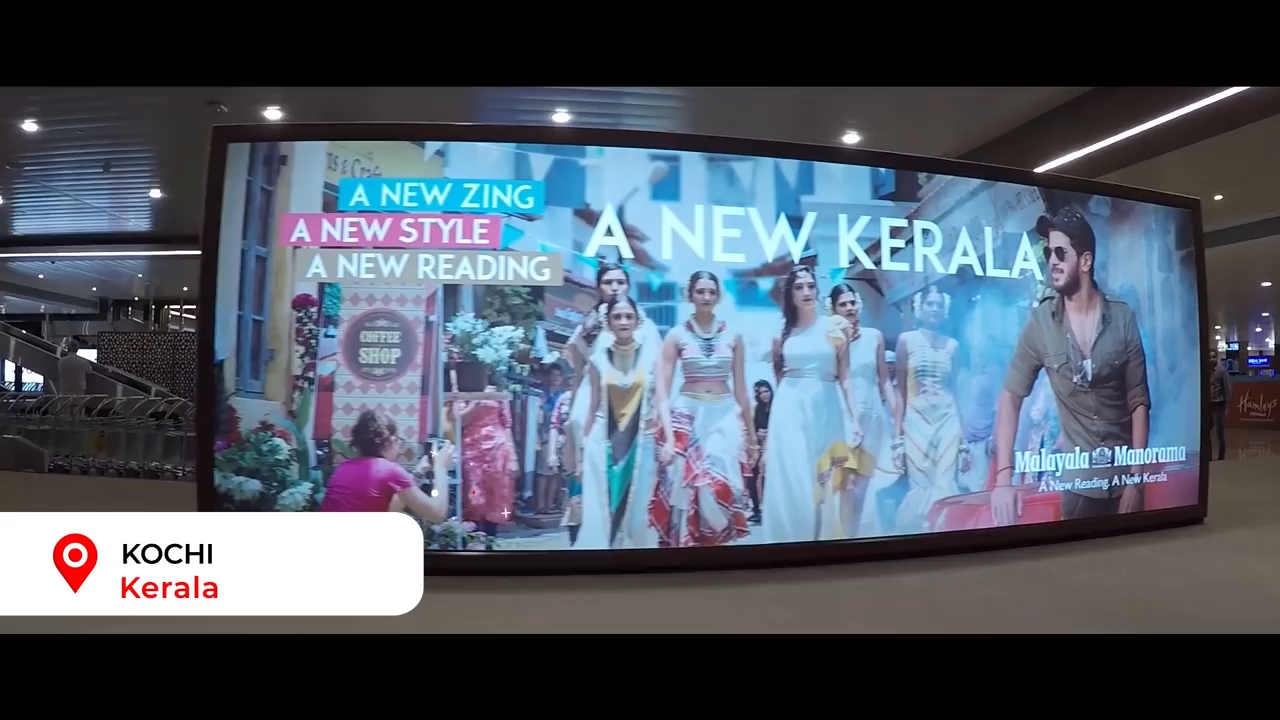 A NEW ZING
A NEW STYLE
A NEW READING
A NEW KERALA
COFFEE
SHOP
Malayala Manorama
A New Reading. A New Kerala
Hamleys
KOCHI
Kerala